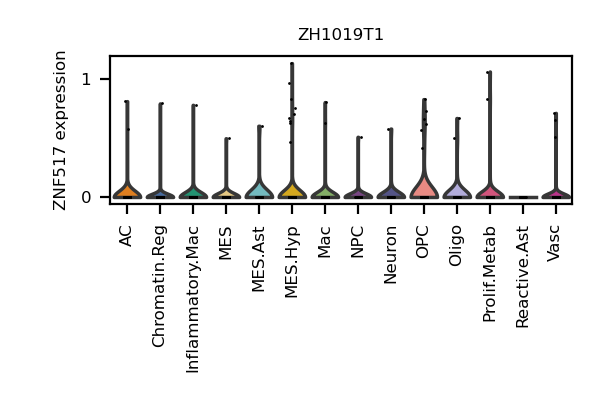 ZH1019T1
ZNF517 expression
1
0
AC
Chromatin.Reg
Inflammatory.Mac
MES
MES.Ast
MES.Hyp
Mac
NPC
Neuron
OPC
Oligo
Prolif.Metab
Reactive.Ast
Vasc